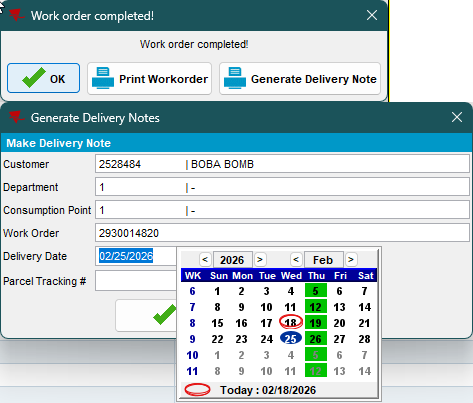 Work order completed!
Work order completed!
OK
Print Workorder
Generate Delivery Note
Generate Delivery Notes
Make Delivery Note
Customer 2528484 | BOBA BOMB
Department 1 | -
Consumption Point 1 | -
Work Order 2930014820
Delivery Date 02/25/2026
Parcel Tracking #
< 2026 > < Feb >
WK Sun Mon Tue Wed Thu Fri Sat
6 1 2 3 4 5 6 7
7 8 9 10 11 12 13 14
8 15 16 17 18 19 20 21
9 22 23 24 25 26 27 28
10 1 2 3 4 5 6 7
11 8 9 10 11 12 13 14
Today : 02/18/2026